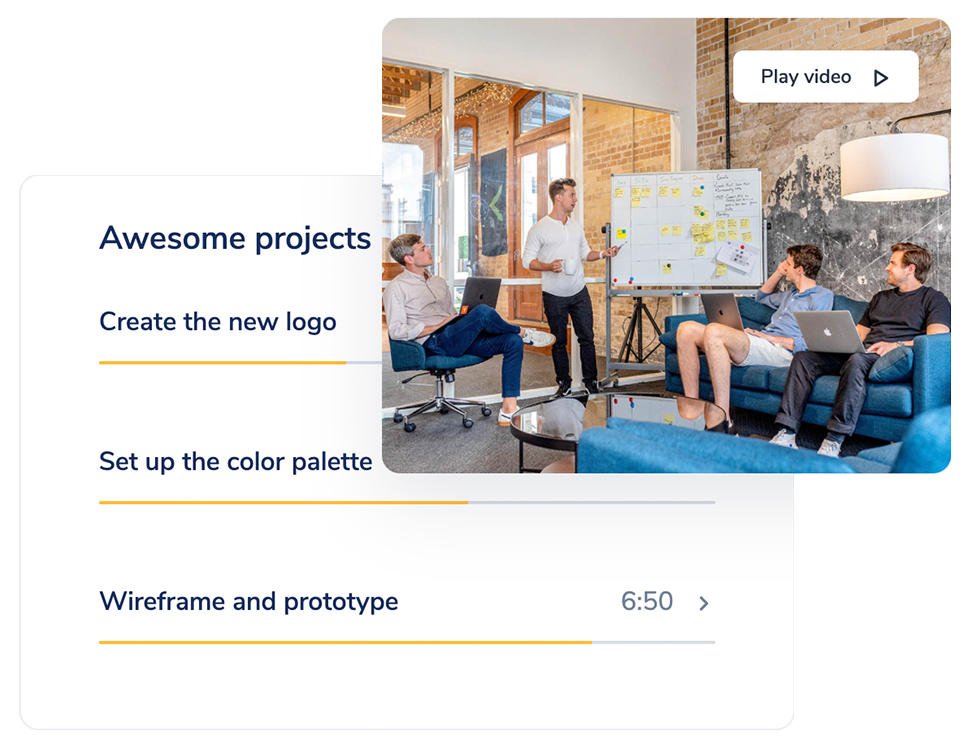 Play video
Awesome projects
Create the new logo
Set up the color palette
Wireframe and prototype 6:50